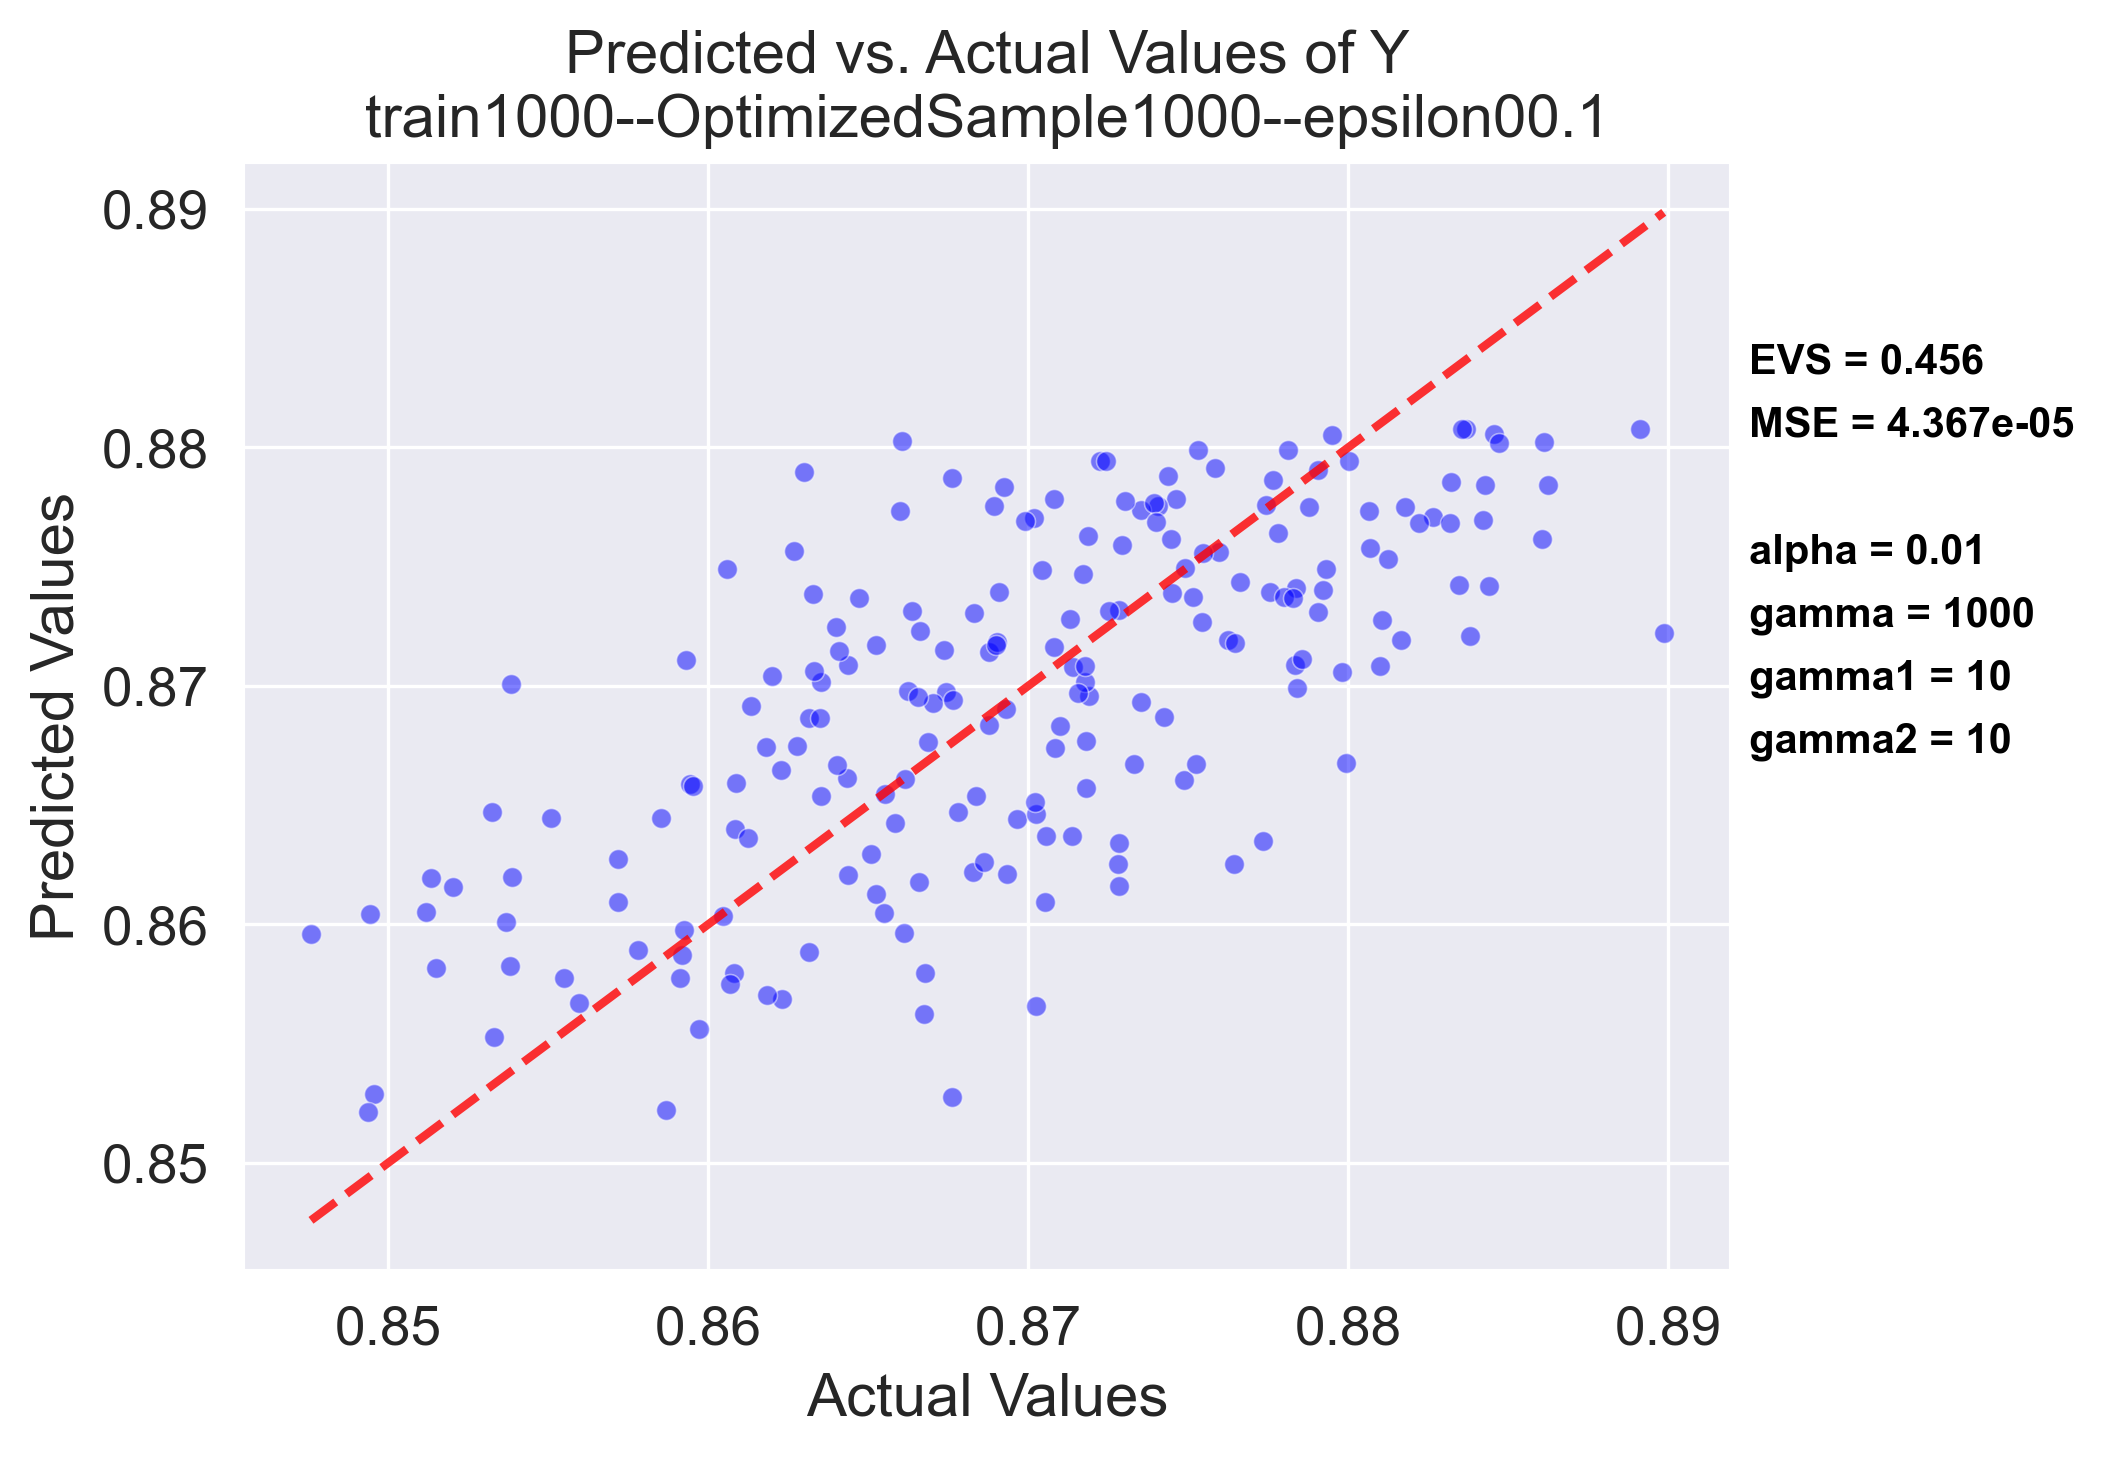 Predicted vs. Actual Values of Y
train1000--OptimizedSample1000--epsilon00.1
0.89
0.88
0.87
0.86
0.85
Predicted Values
0.85 0.86 0.87 0.88 0.89
Actual Values
EVS = 0.456
MSE = 4.367e-05
alpha = 0.01
gamma = 1000
gamma1 = 10
gamma2 = 10